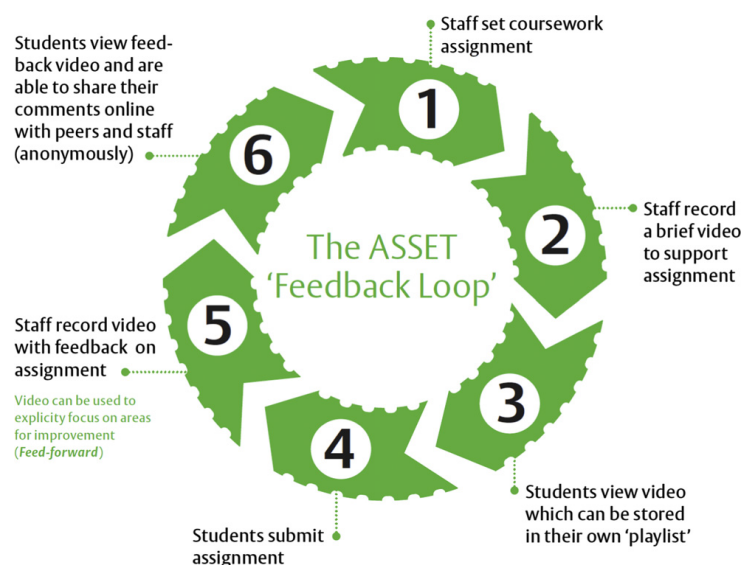 The ASSET
‘Feedback Loop’
1
Staff set coursework
assignment
2
Staff record
a brief video
to support
assignment
3
Students view video
which can be stored
in their own ‘playlist’
4
Students submit
assignment
5
Staff record video
with feedback on
assignment
Video can be used to
explicity focus on areas
for improvement
(Feed-forward)
6
Students view feed-
back video and are
able to share their
comments online
with peers and staff
(anonymously)